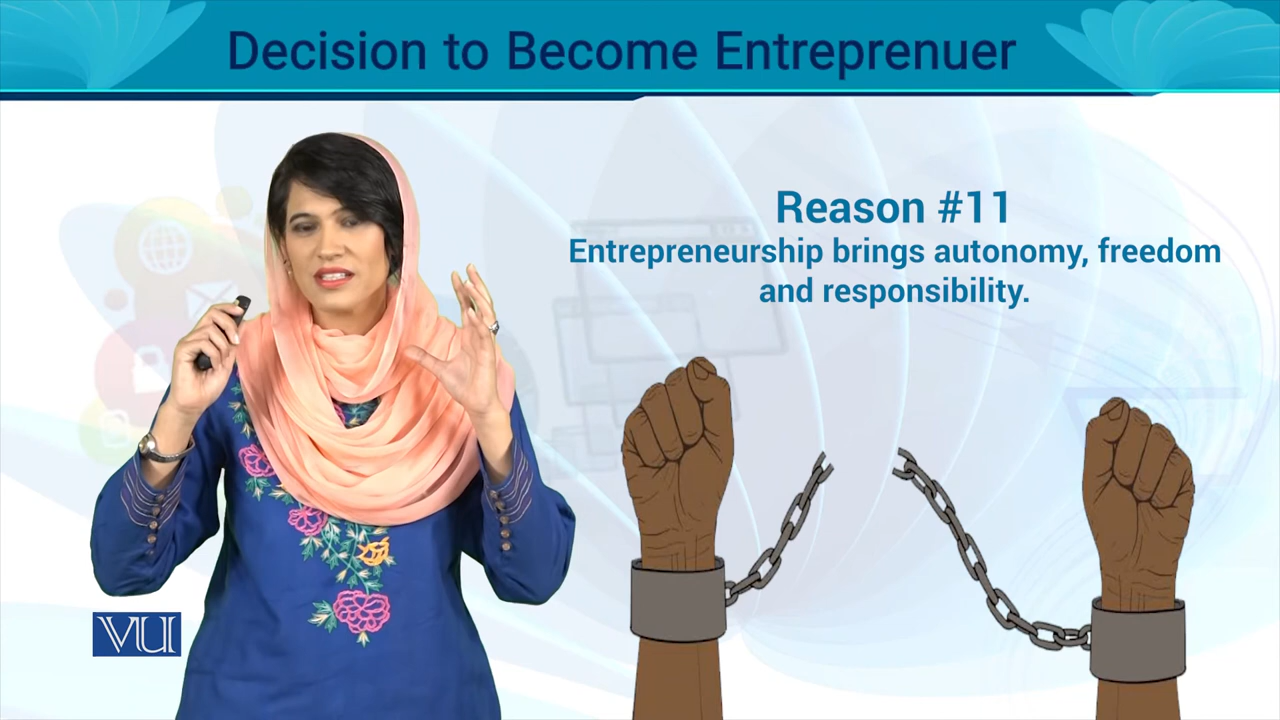 Decision to Become Entreprenuer
Reason #11
Entrepreneurship brings autonomy, freedom
and responsibility.
VU